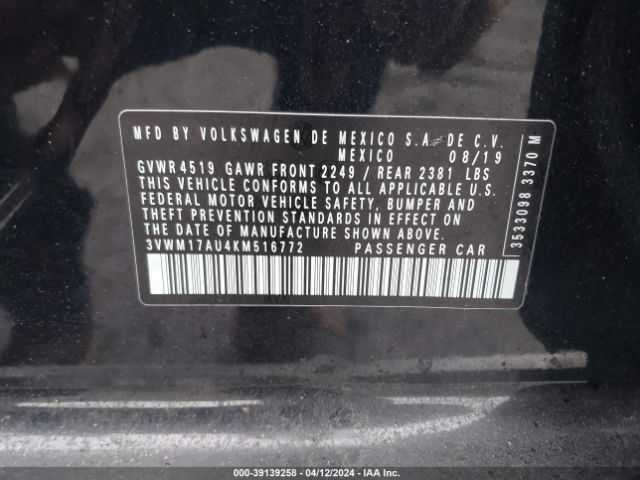 MFD BY VOLKSWAGEN DE MEXICO S.A. DE C.V.
MEXICO 08/19
GVWR 4519 GAWR FRONT 2249 / REAR 2381 LBS
THIS VEHICLE CONFORMS TO ALL APPLICABLE U.S.
FEDERAL MOTOR VEHICLE SAFETY, BUMPER AND
THEFT PREVENTION STANDARDS IN EFFECT ON
THE DATE OF MANUFACTURE SHOWN ABOVE.
3VWM17AU4KM516772 PASSENGER CAR
3533098 3370 M
000-39139258 - 04/12/2024 - IAA Inc.